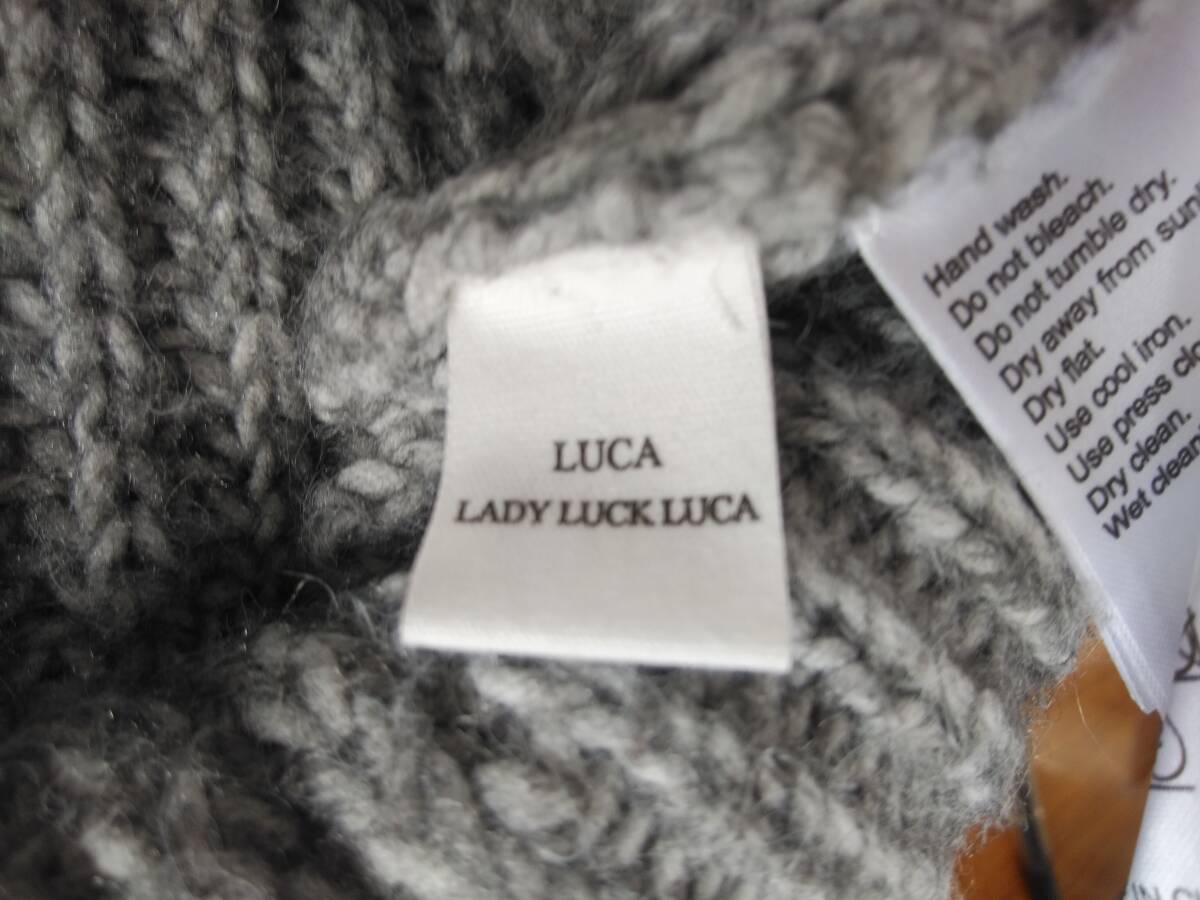 LUCA
LADY LUCK LUCA
Hand wash.
Do not bleach.
Do not tumble dry.
Dry away from sun
Dry flat.
Use cool iron.
Use press
Dry clean.
Wet clean